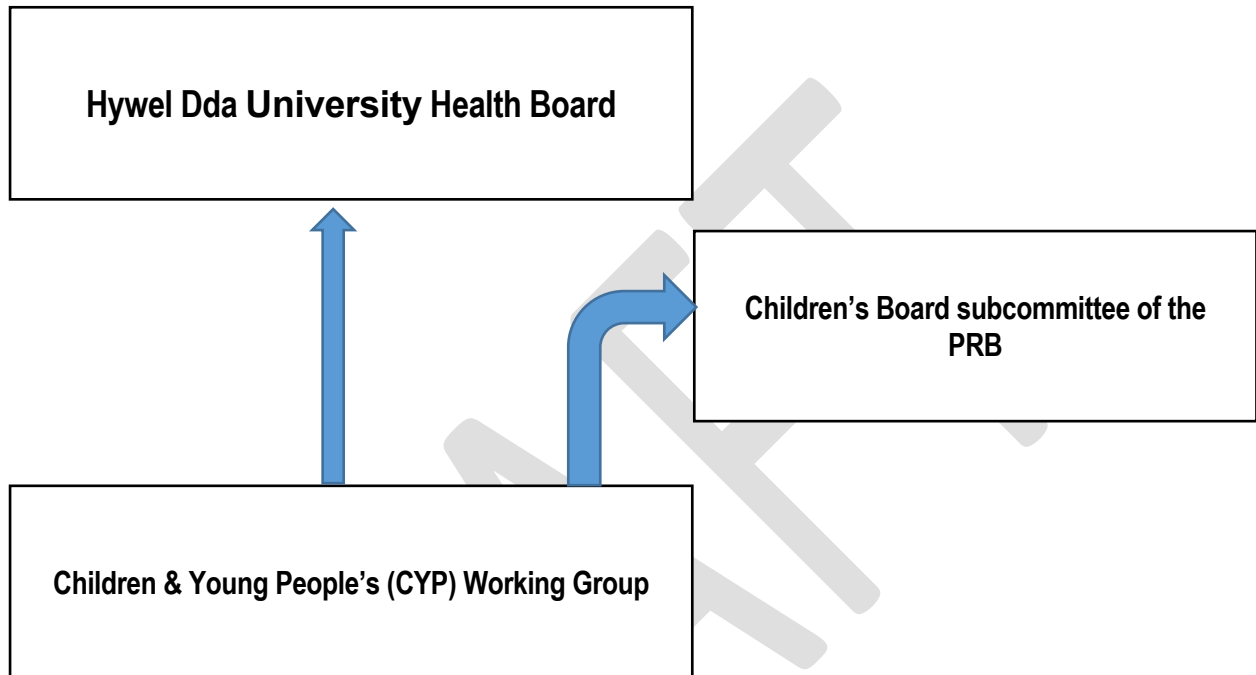 Hywel Dda University Health Board
Children’s Board subcommittee of the
PRB
Children & Young People’s (CYP) Working Group